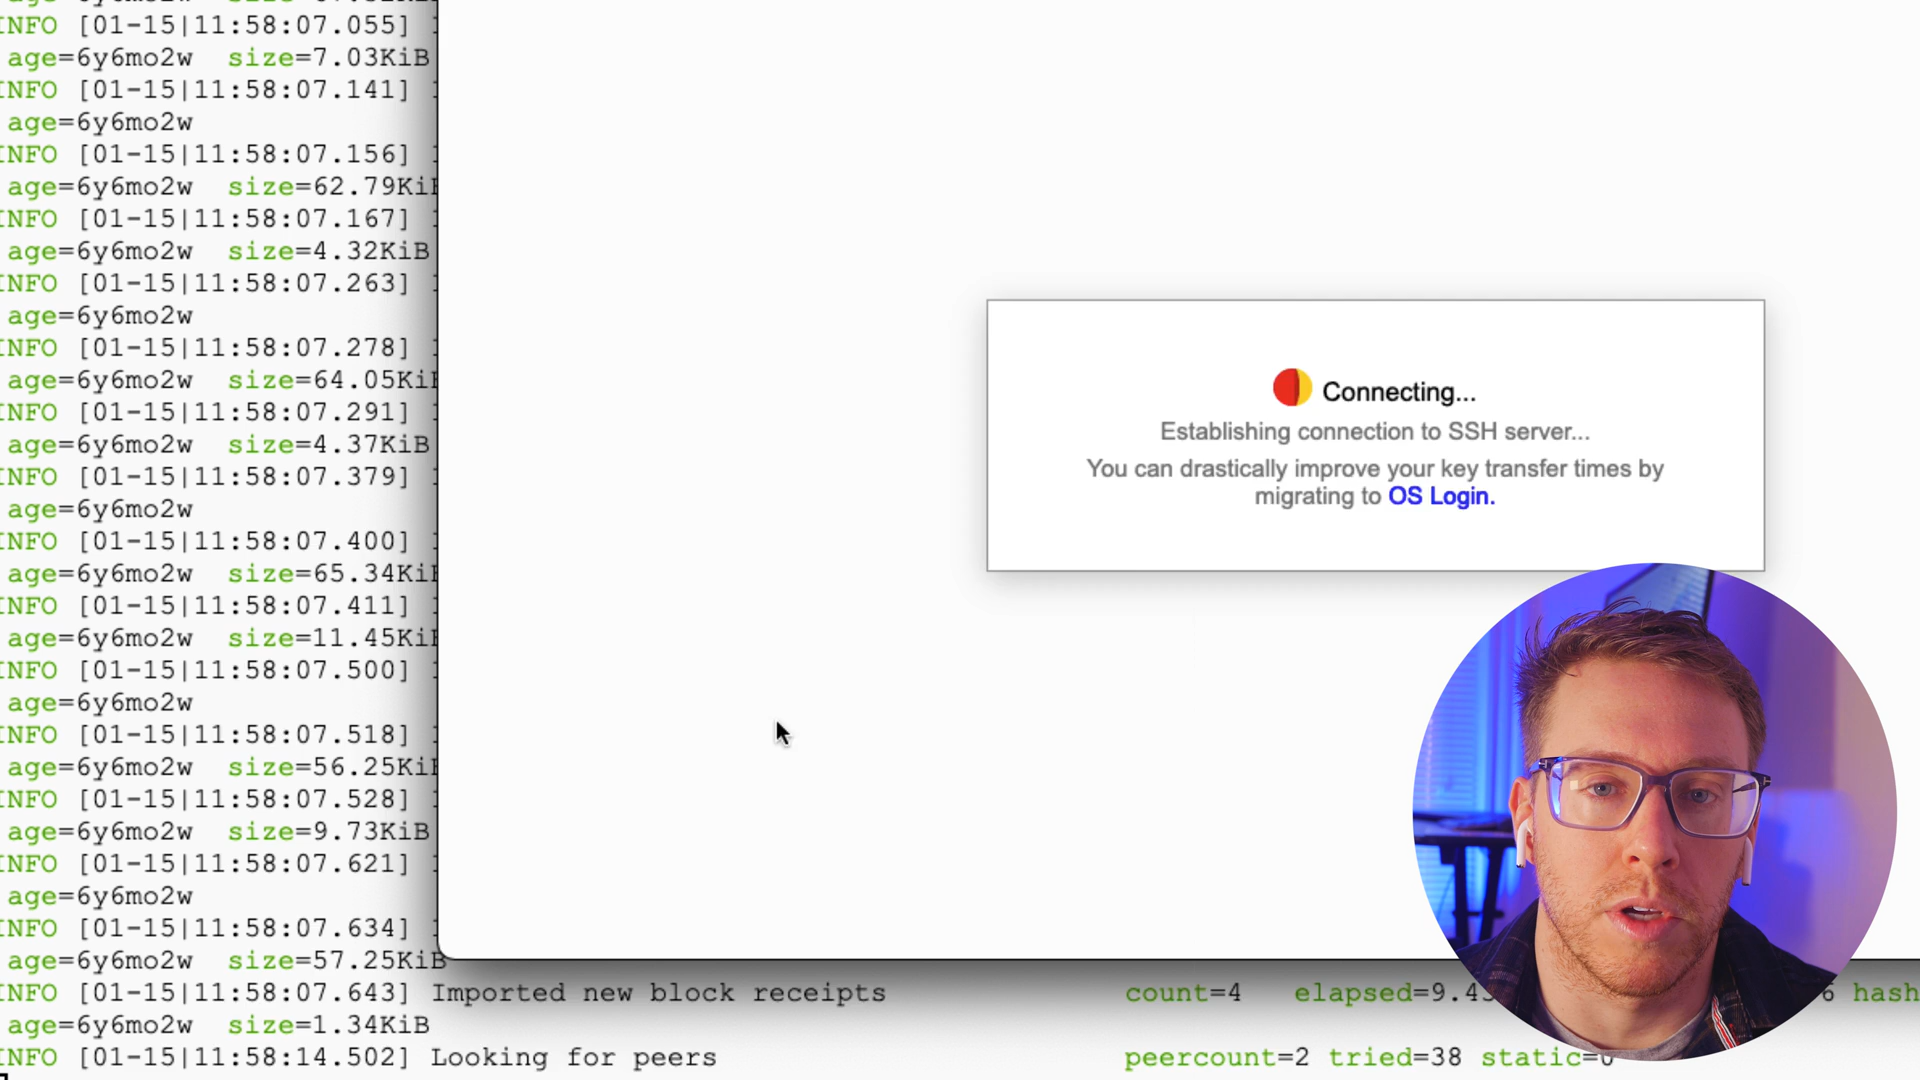 INFO [01-15|11:58:07.055]
age=6y6mo2w size=7.03KiB
INFO [01-15|11:58:07.141]
age=6y6mo2w
INFO [01-15|11:58:07.156]
age=6y6mo2w size=62.79KiB
INFO [01-15|11:58:07.167]
age=6y6mo2w size=4.32KiB
INFO [01-15|11:58:07.263]
age=6y6mo2w
INFO [01-15|11:58:07.278]
age=6y6mo2w size=64.05KiB
INFO [01-15|11:58:07.291]
age=6y6mo2w size=4.37KiB
INFO [01-15|11:58:07.379]
age=6y6mo2w
INFO [01-15|11:58:07.400]
age=6y6mo2w size=65.34KiB
INFO [01-15|11:58:07.411]
age=6y6mo2w size=11.45KiB
INFO [01-15|11:58:07.500]
age=6y6mo2w
INFO [01-15|11:58:07.518]
age=6y6mo2w size=56.25KiB
INFO [01-15|11:58:07.528]
age=6y6mo2w size=9.73KiB
INFO [01-15|11:58:07.621]
age=6y6mo2w
INFO [01-15|11:58:07.634]
age=6y6mo2w size=57.25KiB
INFO [01-15|11:58:07.643] Imported new block receipts count=4 elapsed=9.4 6 hash
age=6y6mo2w size=1.34KiB
INFO [01-15|11:58:14.502] Looking for peers peercount=2 tried=38 static=0
Connecting...
Establishing connection to SSH server...
You can drastically improve your key transfer times by
migrating to OS Login.